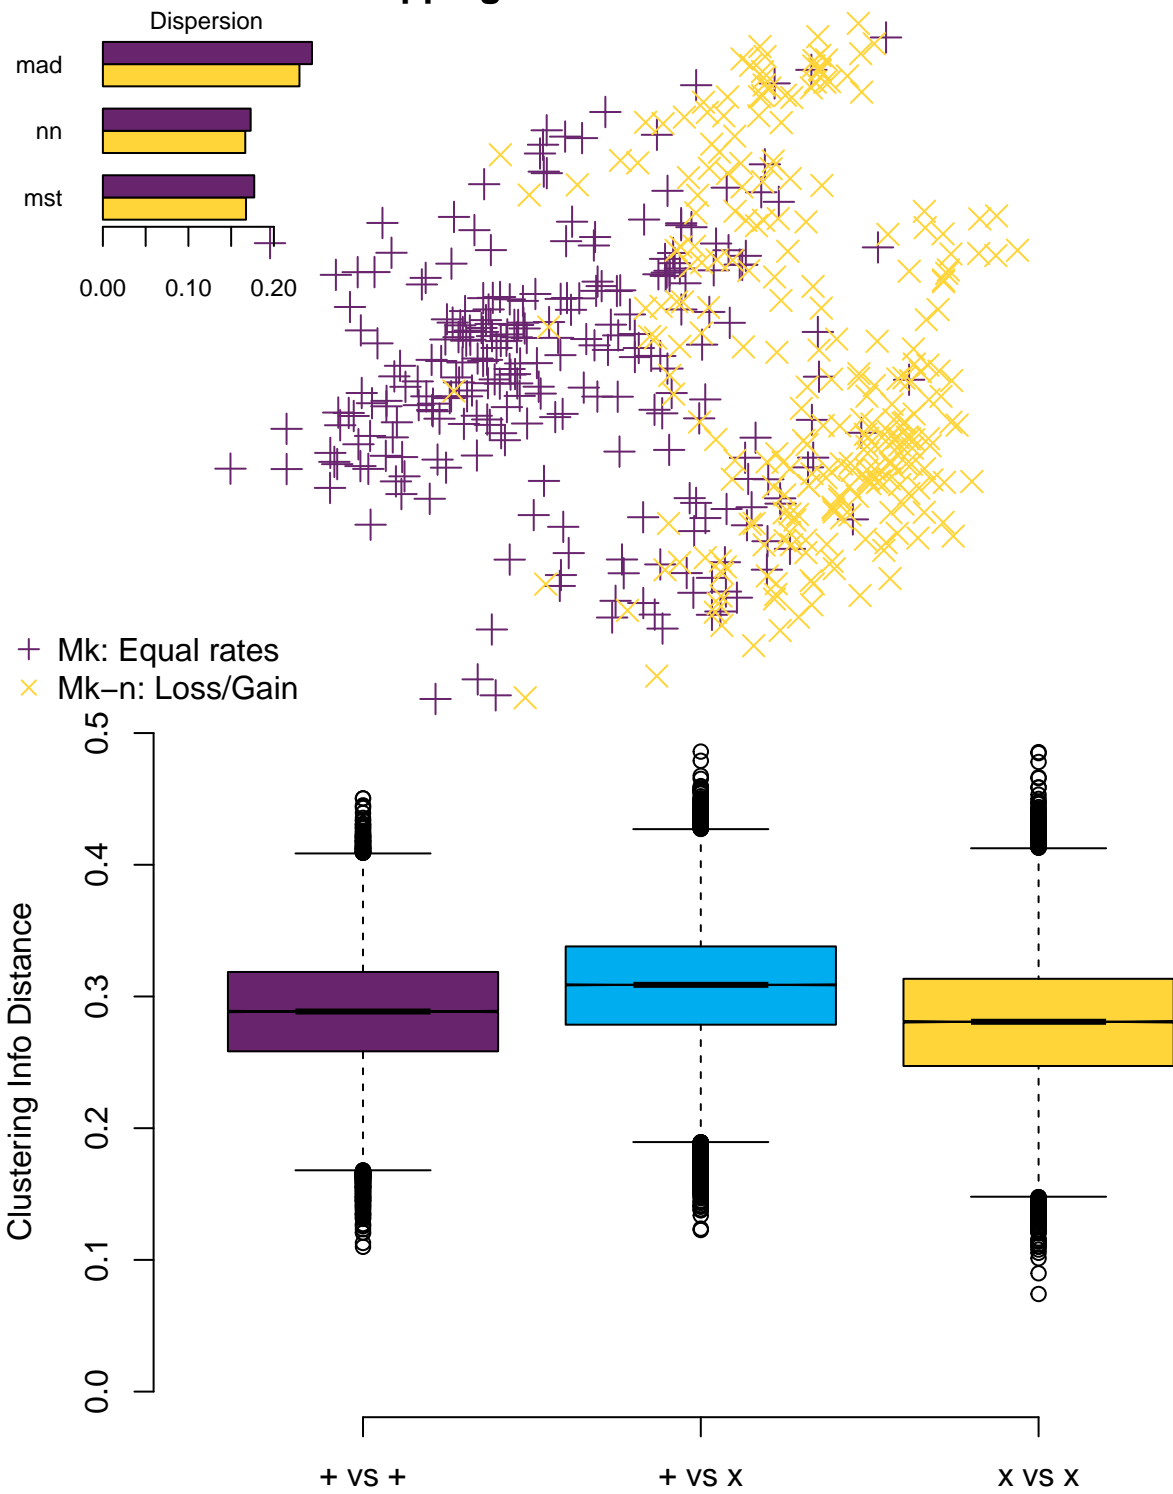 Dispersion
mad
nn
mst
0.00 0.10 0.20
Mk: Equal rates
Mk−n: Loss/Gain
Clustering Info Distance
0.5
0.4
0.3
0.2
0.1
0.0
+ vs +
+ vs x
x vs x